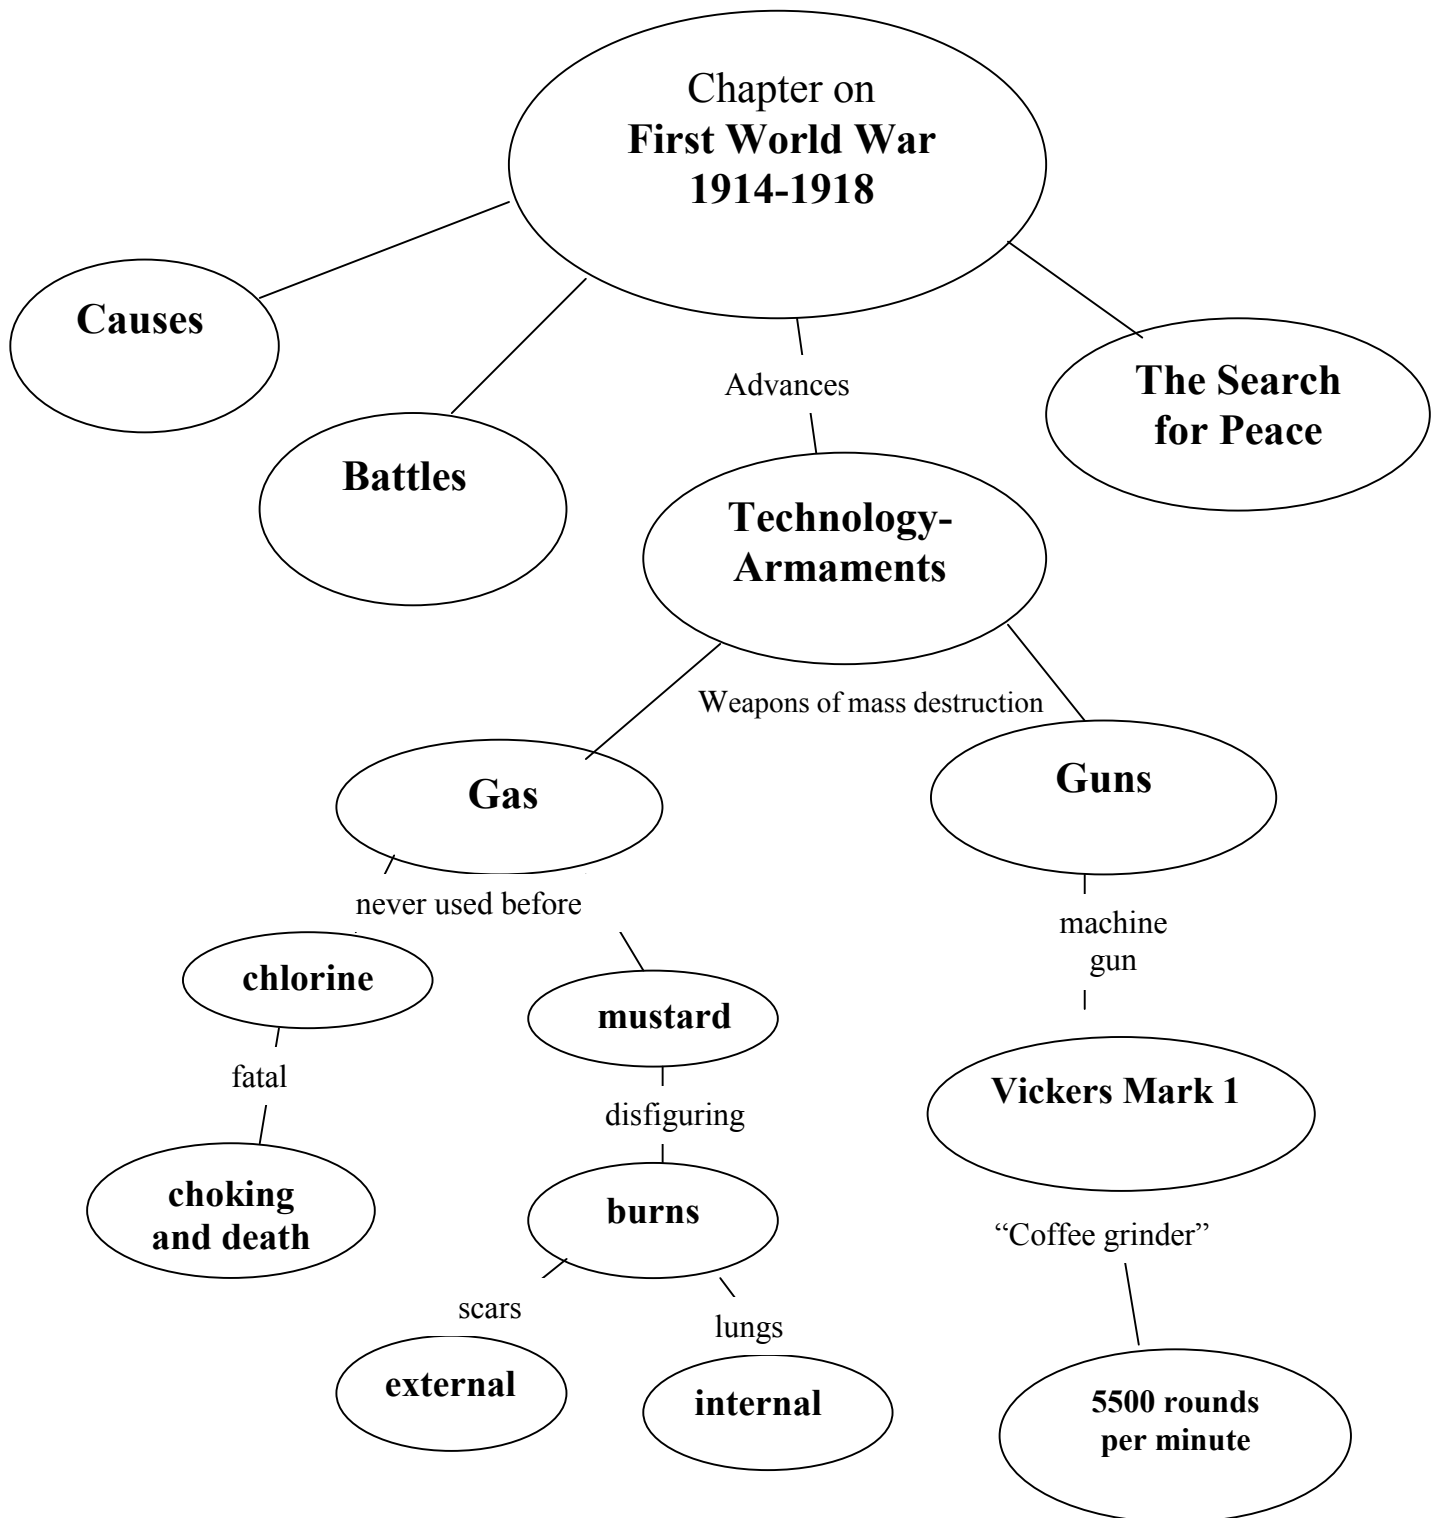 Chapter on
First World War
1914-1918
Causes
Battles
Advances
The Search
for Peace
Technology-
Armaments
Weapons of mass destruction
Gas
Guns
never used before
machine
gun
chlorine
mustard
fatal
disfiguring
Vickers Mark 1
choking
and death
burns
“Coffee grinder”
scars
lungs
external
internal
5500 rounds
per minute